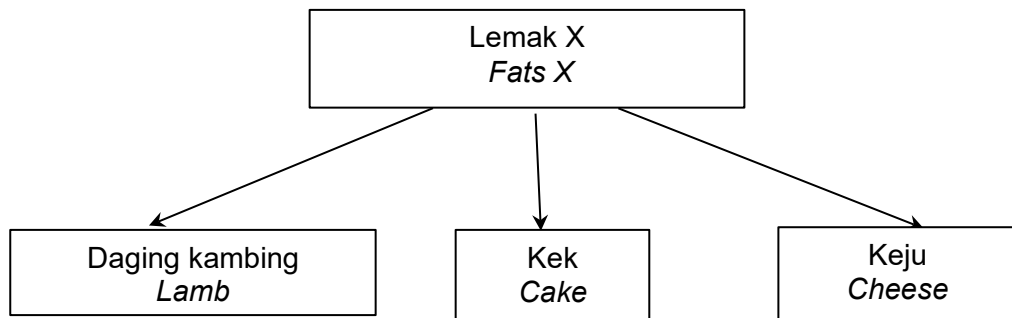 Lemak X
Fats X
Daging kambing
Lamb
Kek
Cake
Keju
Cheese